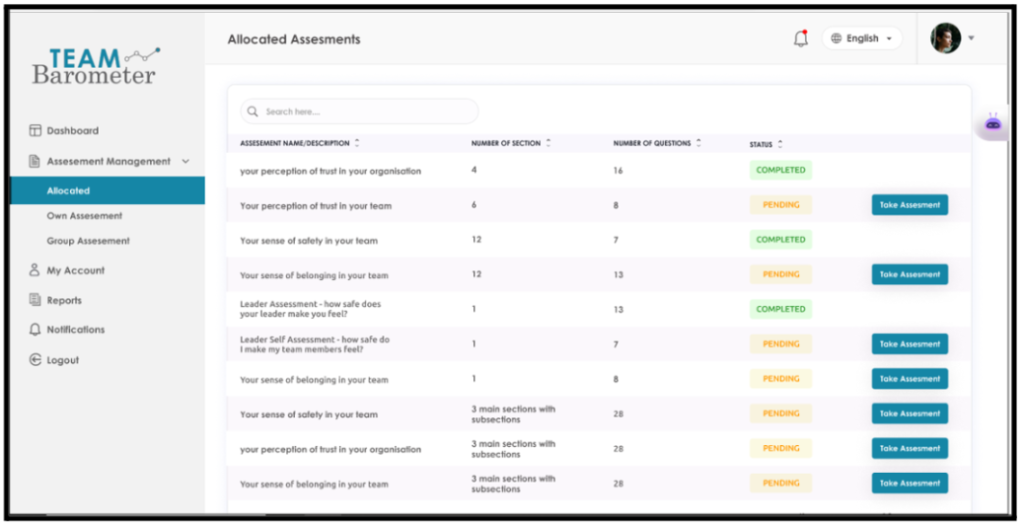 TEAM
Barometer
Allocated Assesments
English
Dashboard
Assesement Management
Allocated
Own Assesement
Group Assesement
My Account
Reports
Notifications
Logout
Search here...
ASSESEMENT NAME/DESCRIPTION NUMBER OF SECTION NUMBER OF QUESTIONS STATUS
your perception of trust in your organisation 4 16 COMPLETED
Your perception of trust in your team 6 8 PENDING Take Assesment
Your sense of safety in your team 12 7 COMPLETED
Your sense of belonging in your team 12 13 PENDING Take Assesment
Leader Assessment - how safe does
your leader make you feel? 1 13 COMPLETED
Leader Self Assessment - how safe do
I make my team members feel? 1 7 PENDING Take Assesment
Your sense of belonging in your team 1 8 PENDING Take Assesment
Your sense of safety in your team 3 main sections with
subsections 28 PENDING Take Assesment
your perception of trust in your organisation 3 main sections with
subsections 28 PENDING Take Assesment
Your sense of belonging in your team 3 main sections with
subsections 28 PENDING Take Assesment